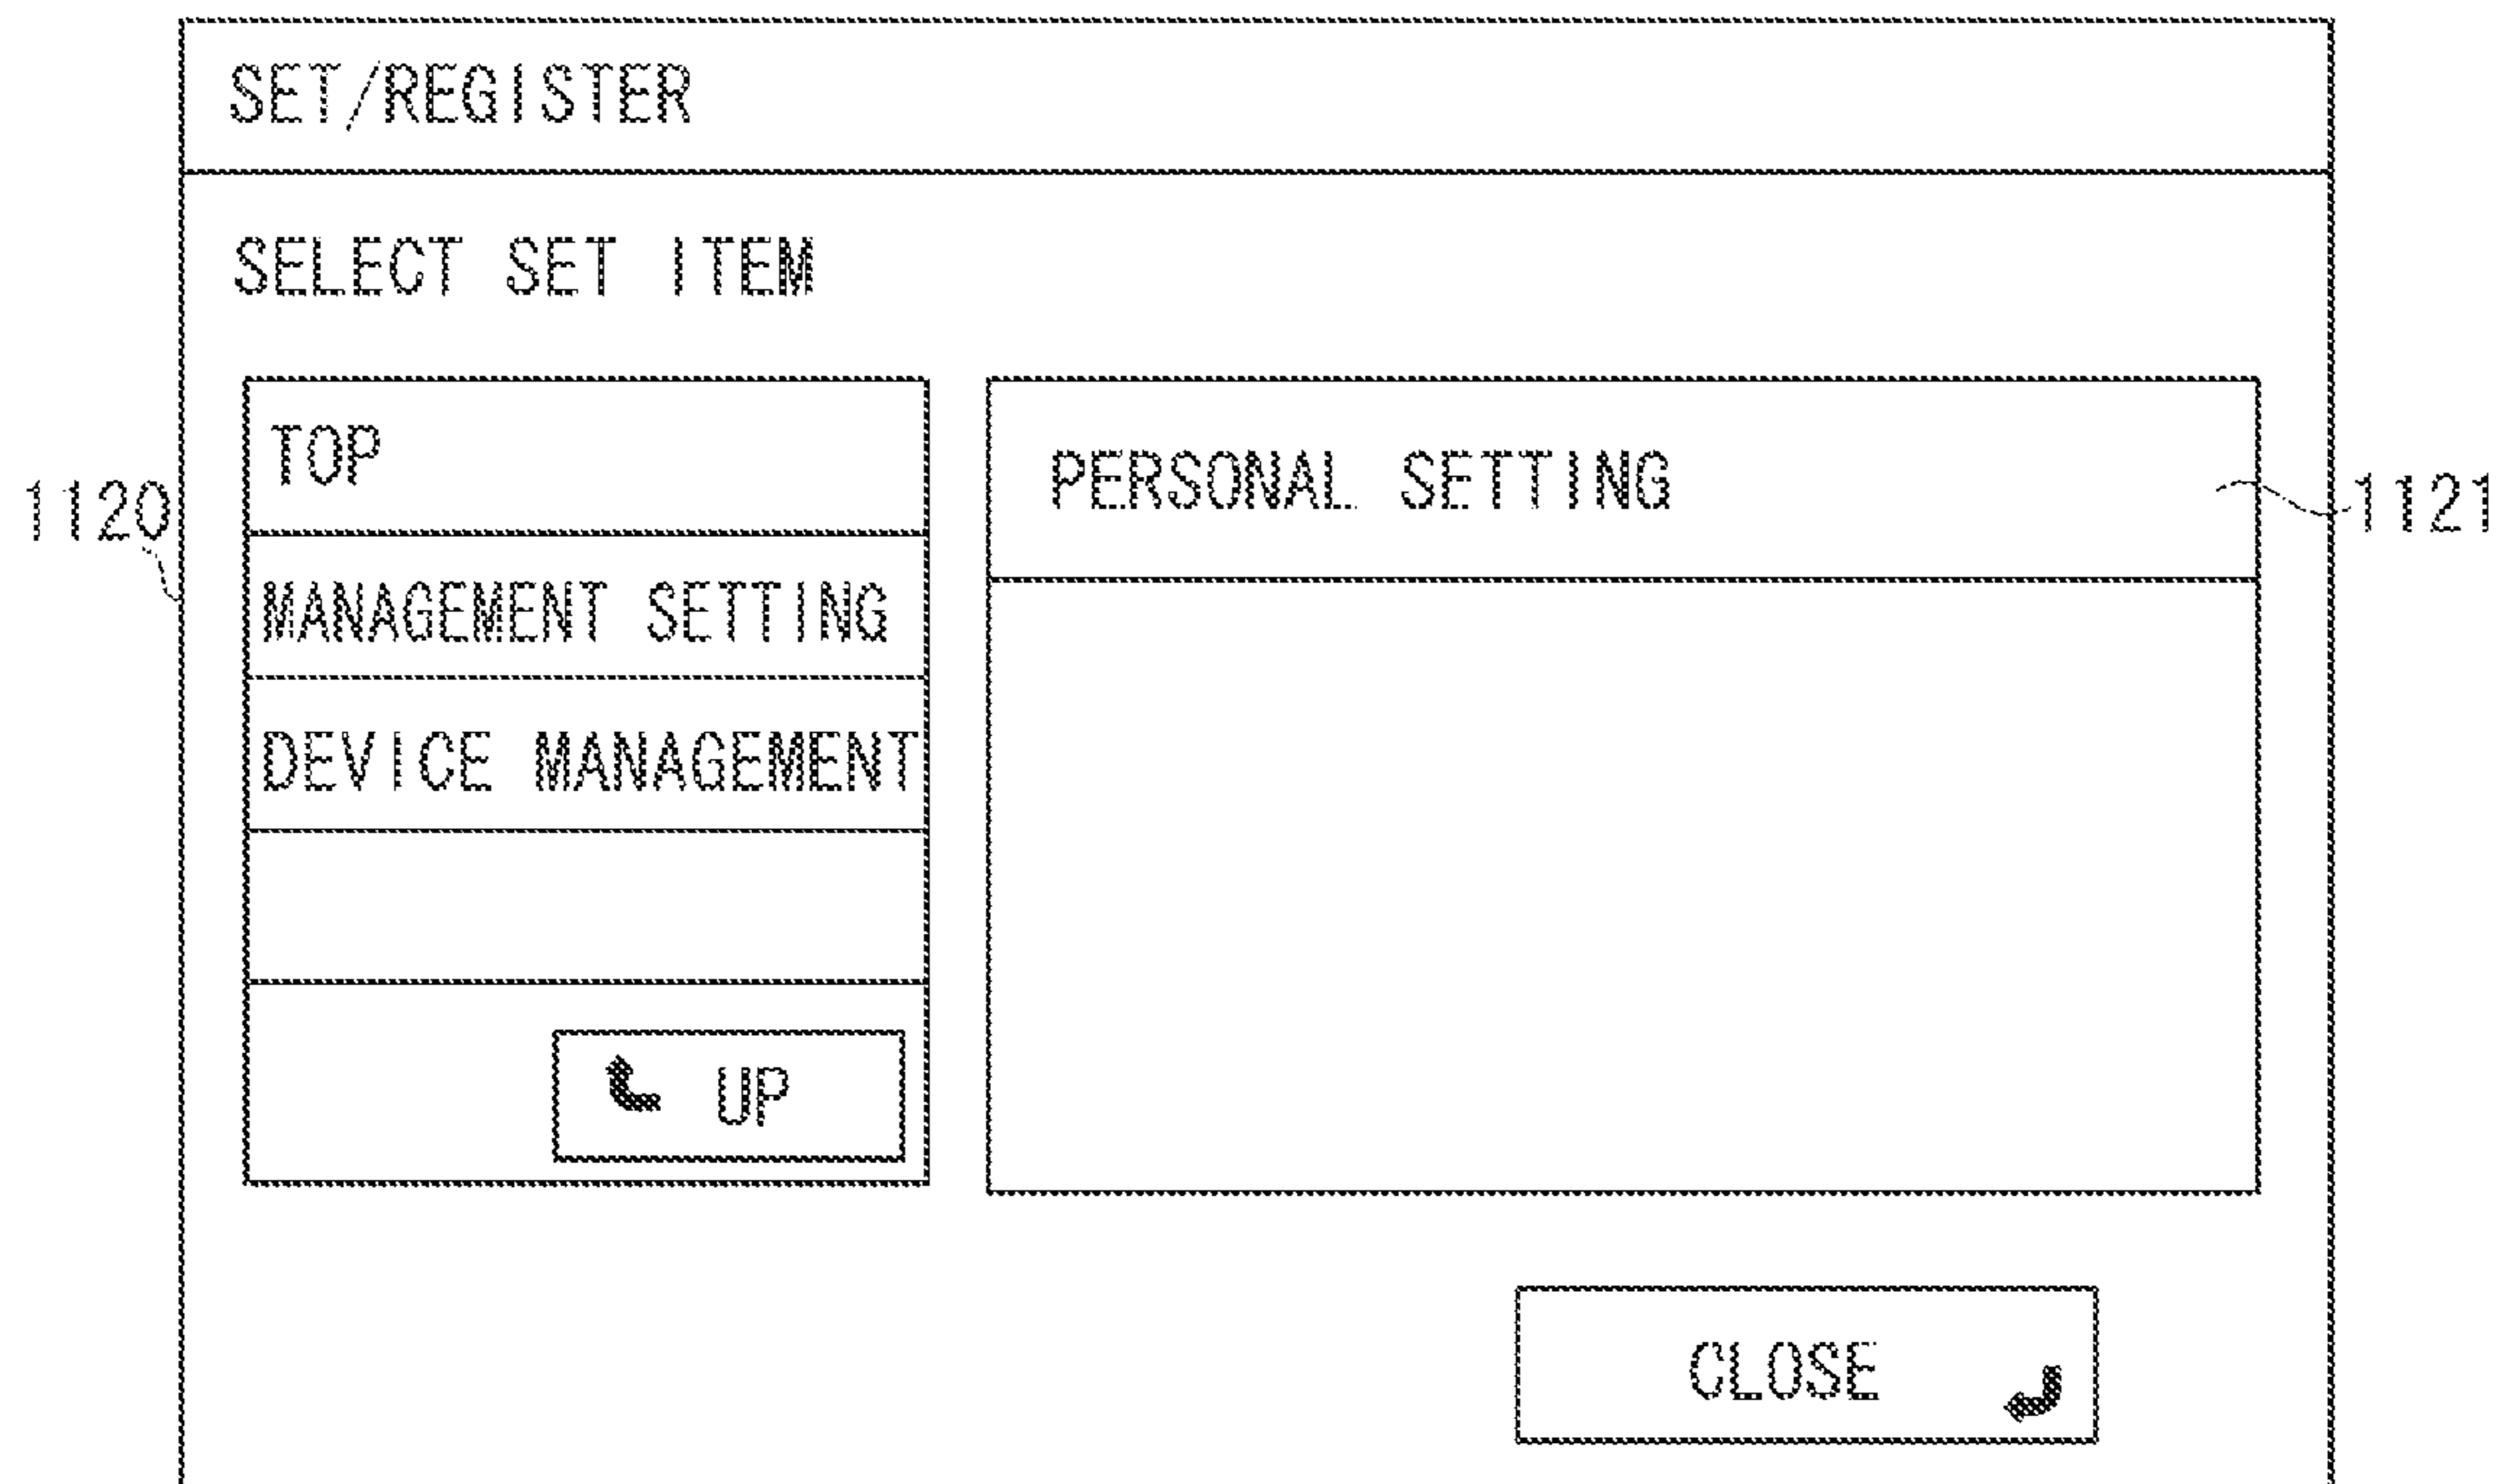 SET/REGISTER
SELECT SET ITEM
TOP
MANAGEMENT SETTING
DEVICE MANAGEMENT
UP
PERSONAL SETTING
CLOSE
1120
1121